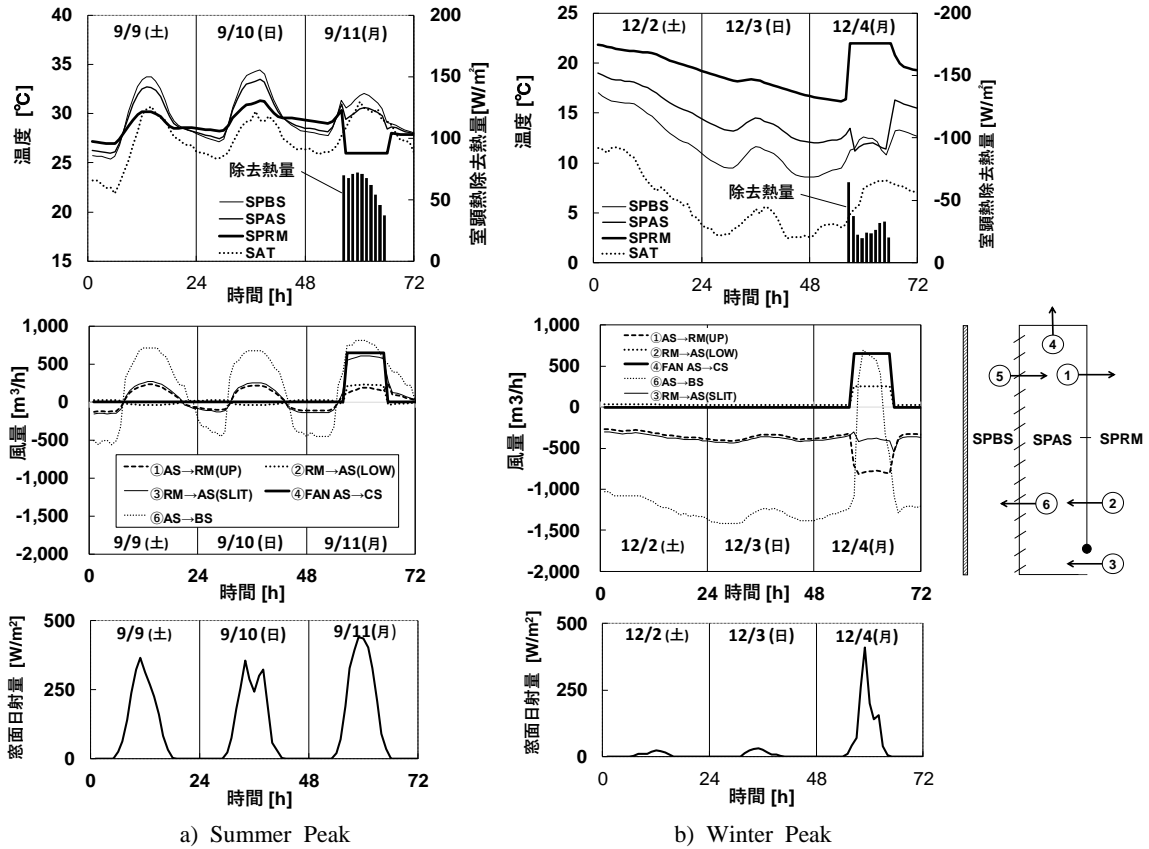 40
35
30
25
20
15
温度 [℃]
200
150
100
50
0
室顕熱除去熱量[W/m²]
9/9 (土)
9/10 (日)
9/11(月)
除去熱量
SPBS
SPAS
SPRM
SAT
0
24
48
72
時間 [h]
25
20
15
10
5
0
温度 [℃]
-200
-150
-100
-50
-0
室顕熱除去熱量[W/m²]
12/2 (土)
12/3 (日)
12/4(月)
除去熱量
SPBS
SPAS
SPRM
SAT
0
24
48
72
時間 [h]
1,000
500
0
-500
-1,000
-1,500
-2,000
風量 [m³/h]
①AS→RM(UP)
②RM→AS(LOW)
③RM→AS(SLIT)
④FAN AS→CS
⑥AS→BS
9/9 (土)
9/10 (日)
9/11(月)
0
24
48
72
時間 [h]
1,000
500
0
-500
-1,000
-1,500
-2,000
風量 [m3/h]
①AS→RM(UP)
②RM→AS(LOW)
④FAN AS→CS
⑥AS→BS
③RM→AS(SLIT)
12/2 (土)
12/3 (日)
12/4(月)
0
24
48
72
時間 [h]
④
⑤
①
SPBS
SPAS
SPRM
⑥
②
③
500
250
0
窓面日射量 [W/m²]
9/9 (土)
9/10 (日)
9/11(月)
0
24
48
72
時間 [h]
500
250
0
窓面日射量 [W/m²]
12/2 (土)
12/3 (日)
12/4(月)
0
24
48
72
時間 [h]
a) Summer Peak
b) Winter Peak